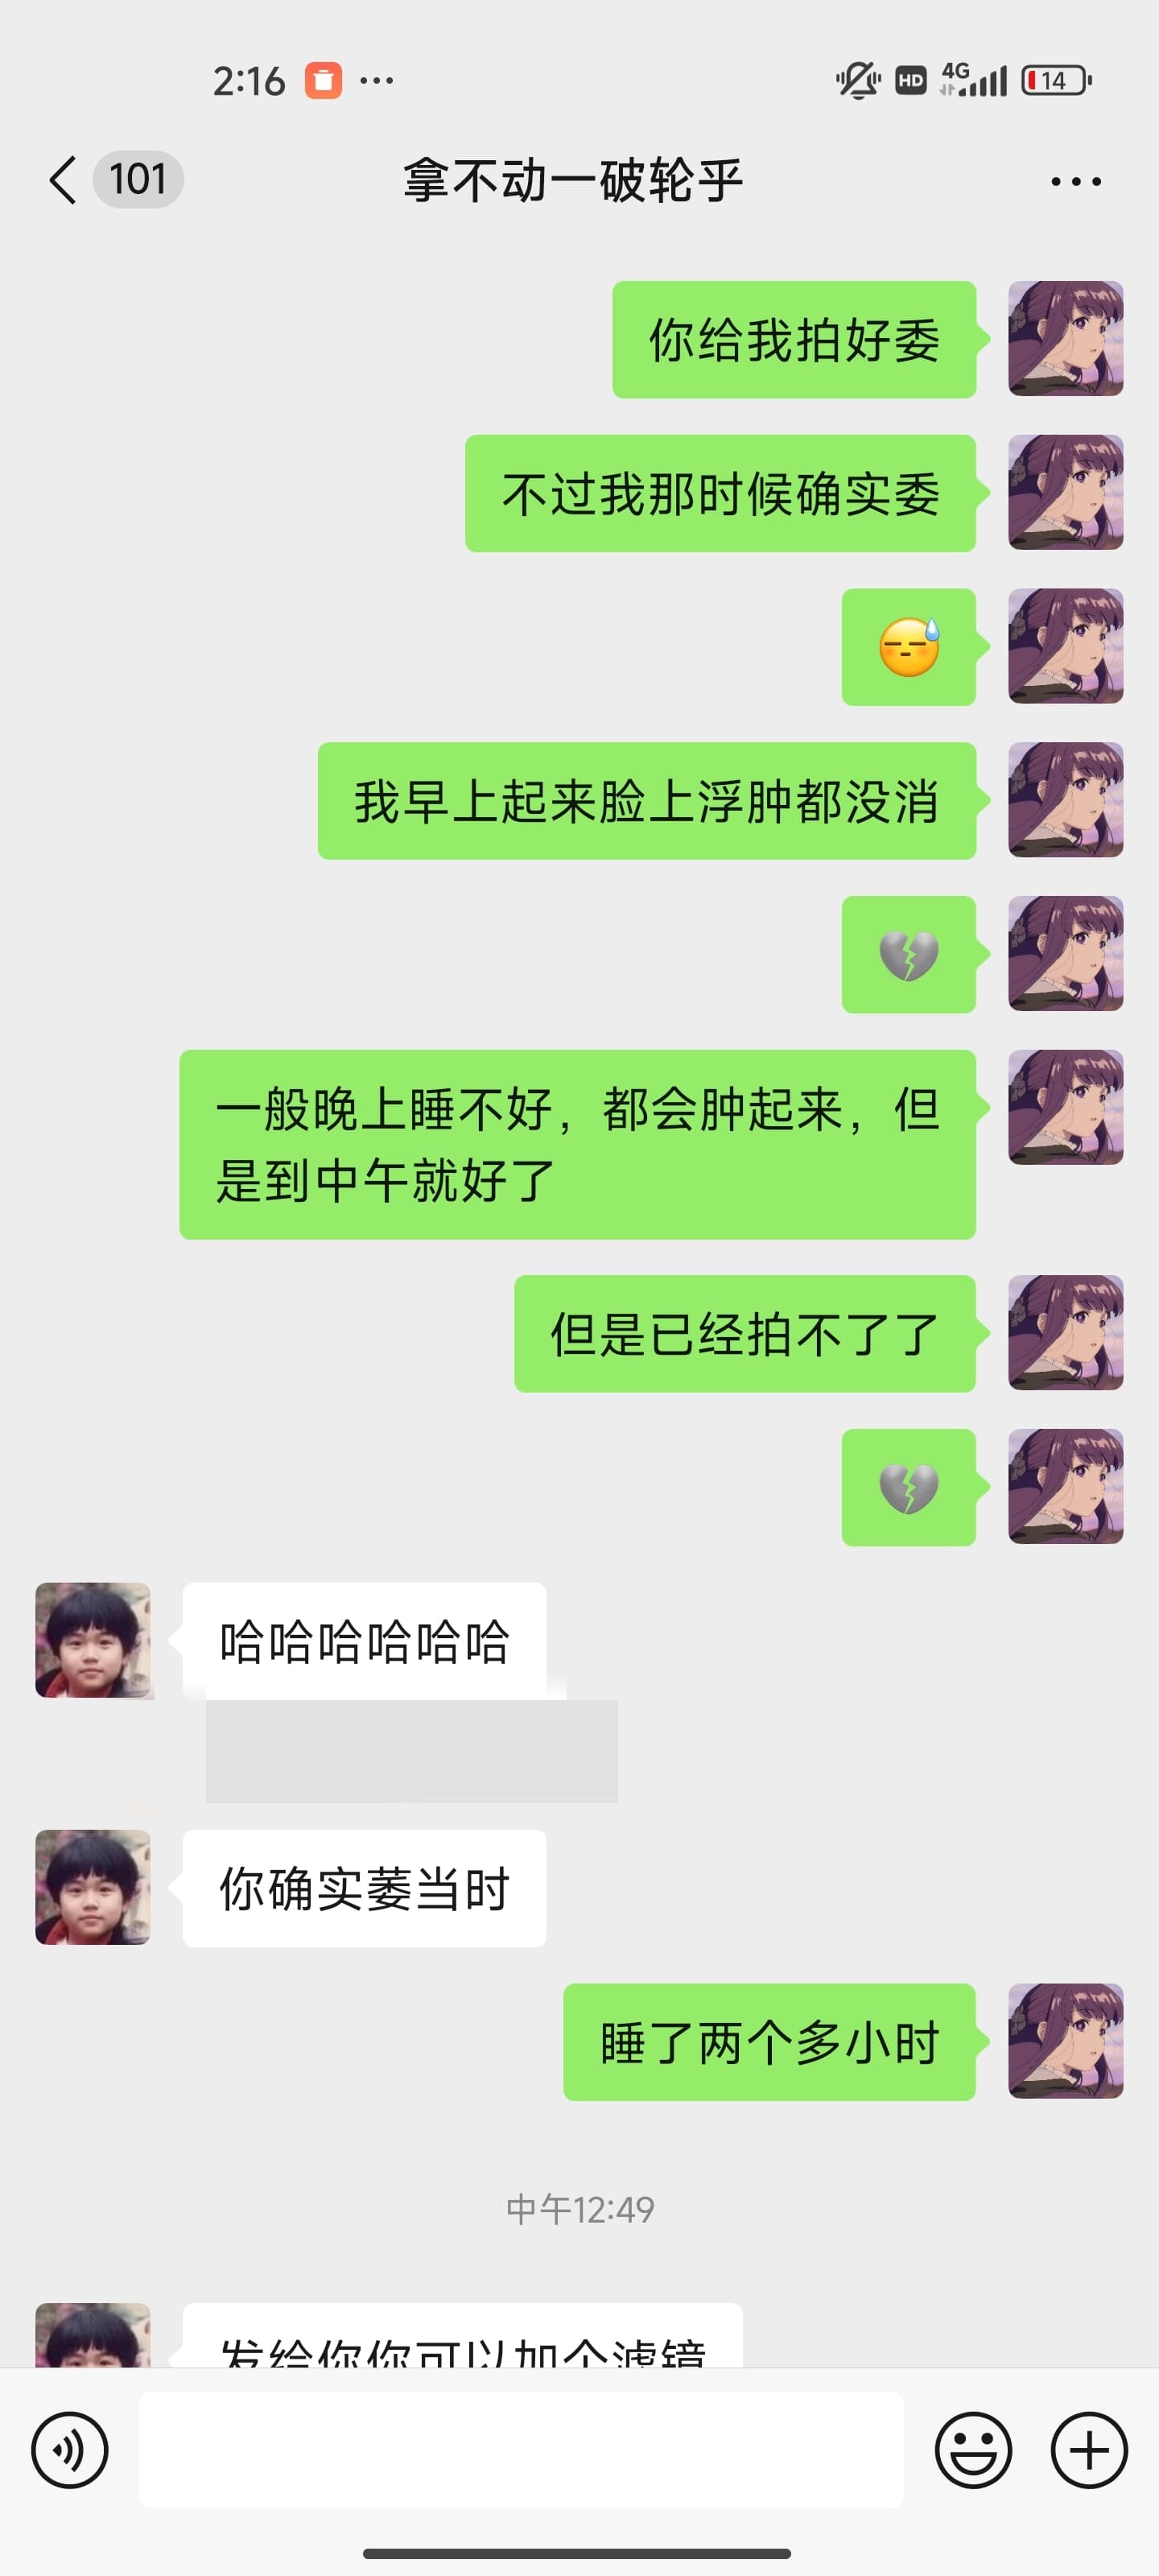 2:16
HD
4G
14
101
拿不动一破轮乎
你给我拍好委
不过我那时候确实委
我早上起来脸上浮肿都没消
一般晚上睡不好，都会肿起来，但
是到中午就好了
但是已经拍不了了
哈哈哈哈哈哈
你确实萎当时
睡了两个多小时
中午12:49
发给你你可以加个滤镜